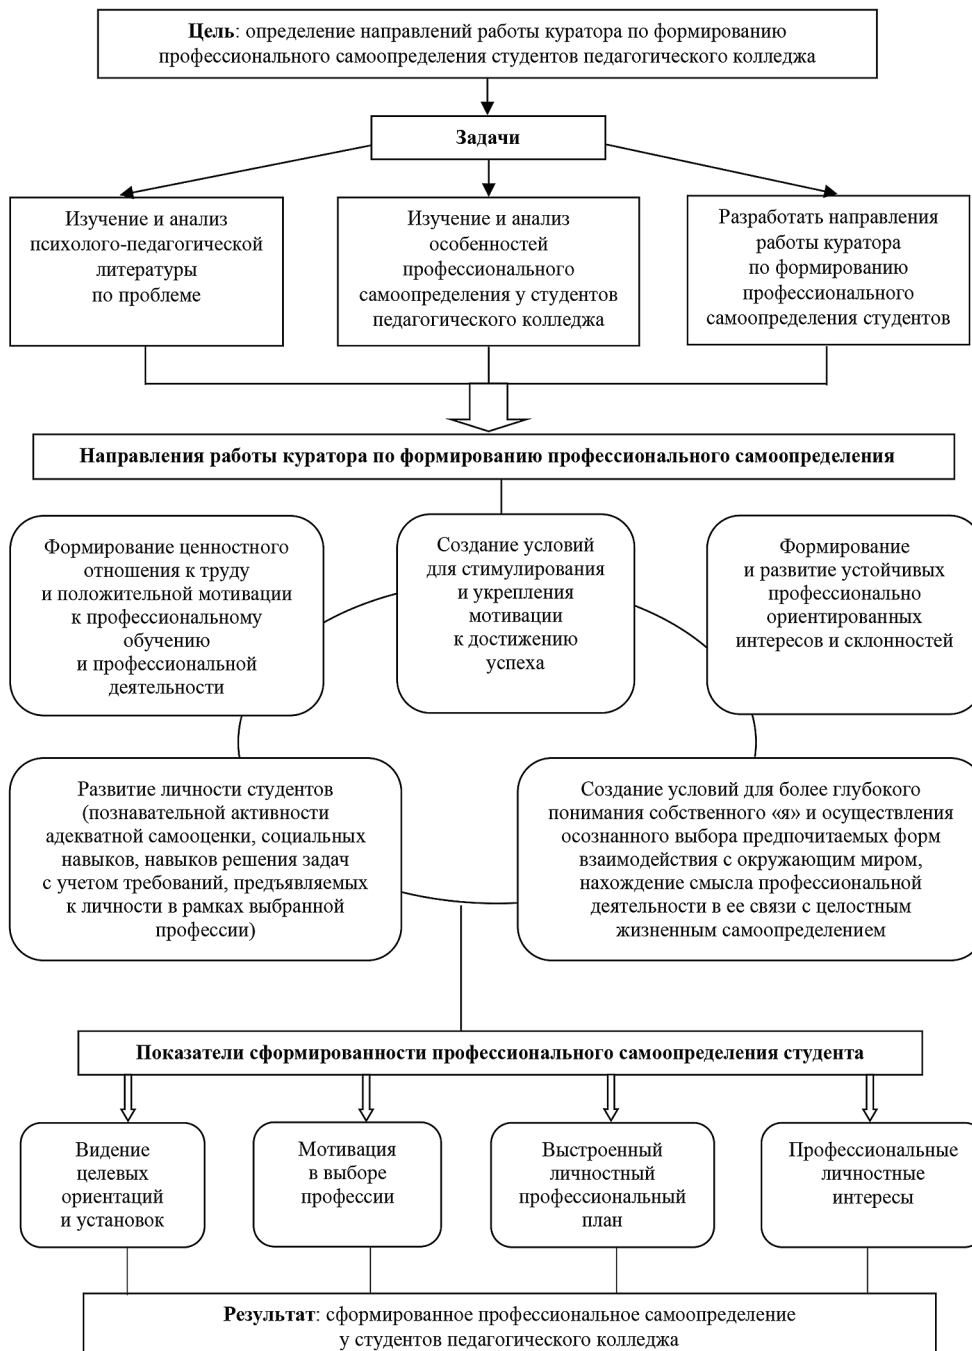 Цель: определение направлений работы куратора по формированию
профессионального самоопределения студентов педагогического колледжа
Задачи
Изучение и анализ
психолого-педагогической
литературы
по проблеме
Изучение и анализ
особенностей
профессионального
самоопределения у студентов
педагогического колледжа
Разработать направления
работы куратора
по формированию
профессионального
самоопределения студентов
Направления работы куратора по формированию профессионального самоопределения
Формирование ценностного
отношения к труду
и положительной мотивации
к профессиональному
обучению
и профессиональной
деятельности
Создание условий
для стимулирования
и укрепления
мотивации
к достижению
успеха
Формирование
и развитие устойчивых
профессионально
ориентированных
интересов и склонностей
Развитие личности студентов
(познавательной активности
адекватной самооценки, социальных
навыков, навыков решения задач
с учетом требований, предъявляемых
к личности в рамках выбранной
профессии)
Создание условий для более глубокого
понимания собственного «я» и осуществления
осознанного выбора предпочитаемых форм
взаимодействия с окружающим миром,
нахождение смысла профессиональной
деятельности в ее связи с целостным
жизненным самоопределением
Показатели сформированности профессионального самоопределения студента
Видение
целевых
ориентаций
и установок
Мотивация
в выборе
профессии
Выстроенный
личностный
профессиональный
план
Профессиональные
личностные
интересы
Результат: сформированное профессиональное самоопределение
у студентов педагогического колледжа